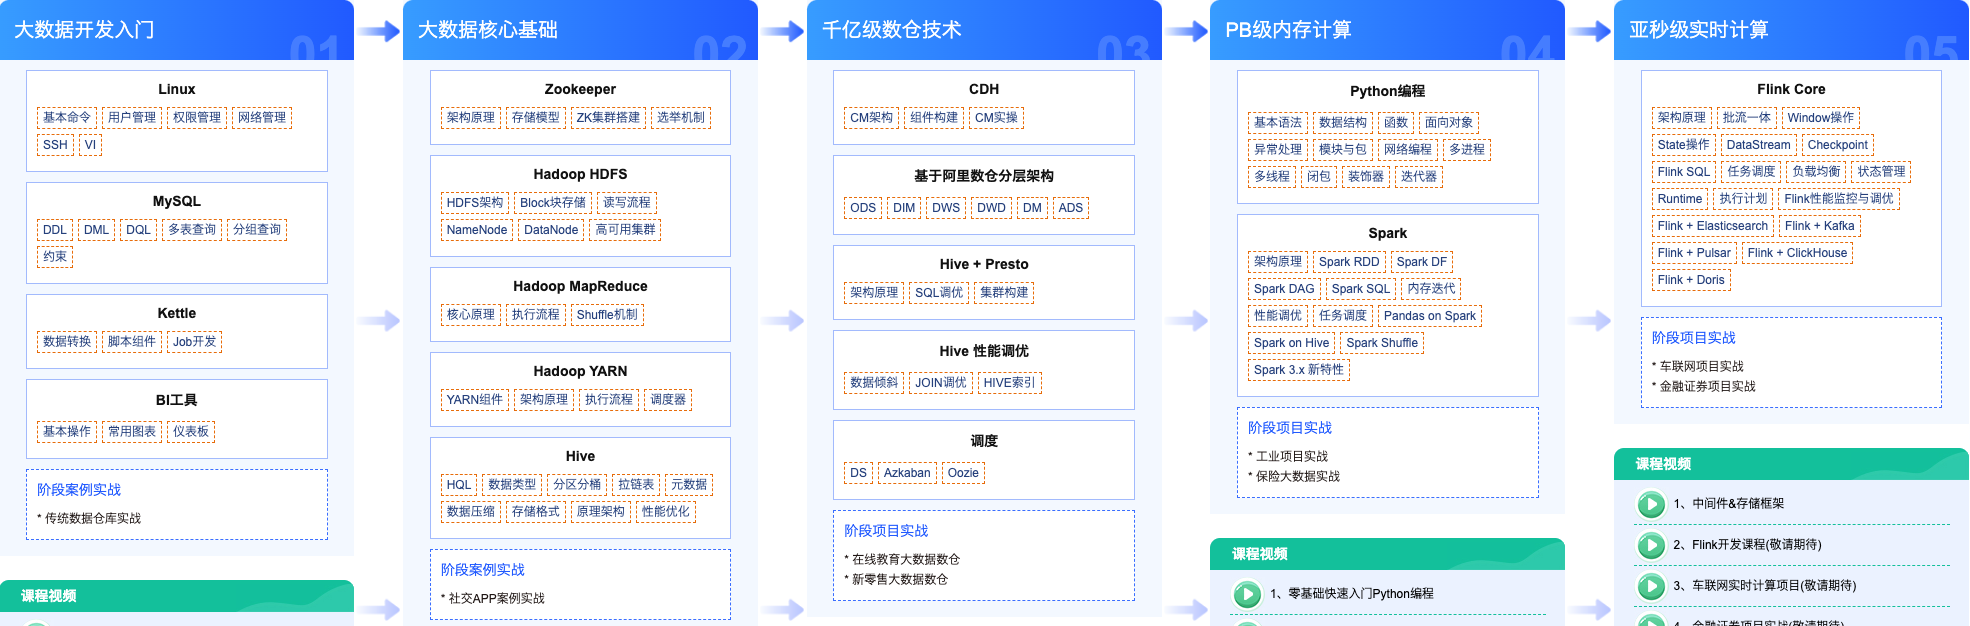 大数据开发入门
01
Linux
基本命令 用户管理 权限管理 网络管理
SSH VI
MySQL
DDL DML DQL 多表查询 分组查询
约束
Kettle
数据转换 脚本组件 Job开发
BI工具
基本操作 常用图表 仪表板
阶段案例实战
* 传统数据仓库实战
课程视频
大数据核心基础
02
Zookeeper
架构原理 存储模型 ZK集群搭建 选举机制
Hadoop HDFS
HDFS架构 Block块存储 读写流程
NameNode DataNode 高可用集群
Hadoop MapReduce
核心原理 执行流程 Shuffle机制
Hadoop YARN
YARN组件 架构原理 执行流程 调度器
Hive
HQL 数据类型 分区分桶 拉链表 元数据
数据压缩 存储格式 原理架构 性能优化
阶段案例实战
* 社交APP案例实战
千亿级数仓技术
03
CDH
CM架构 组件构建 CM实操
基于阿里数仓分层架构
ODS DIM DWS DWD DM ADS
Hive + Presto
架构原理 SQL调优 集群构建
Hive 性能调优
数据倾斜 JOIN调优 HIVE索引
调度
DS Azkaban Oozie
阶段项目实战
* 在线教育大数据数仓
* 新零售大数据数仓
PB级内存计算
04
Python编程
基本语法 数据结构 函数 面向对象
异常处理 模块与包 网络编程 多进程
多线程 闭包 装饰器 迭代器
Spark
架构原理 Spark RDD Spark DF
Spark DAG Spark SQL 内存迭代
性能调优 任务调度 Pandas on Spark
Spark on Hive Spark Shuffle
Spark 3.x 新特性
阶段项目实战
* 工业项目实战
* 保险大数据实战
课程视频
1、零基础快速入门Python编程
亚秒级实时计算
05
Flink Core
架构原理 批流一体 Window操作
State操作 DataStream Checkpoint
Flink SQL 任务调度 负载均衡 状态管理
Runtime 执行计划 Flink性能监控与调优
Flink + Elasticsearch Flink + Kafka
Flink + Pulsar Flink + ClickHouse
Flink + Doris
阶段项目实战
* 车联网项目实战
* 金融证券项目实战
课程视频
1、中间件&存储框架
2、Flink开发课程(敬请期待)
3、车联网实时计算项目(敬请期待)
4、金融证券项目实战(敬请期待)